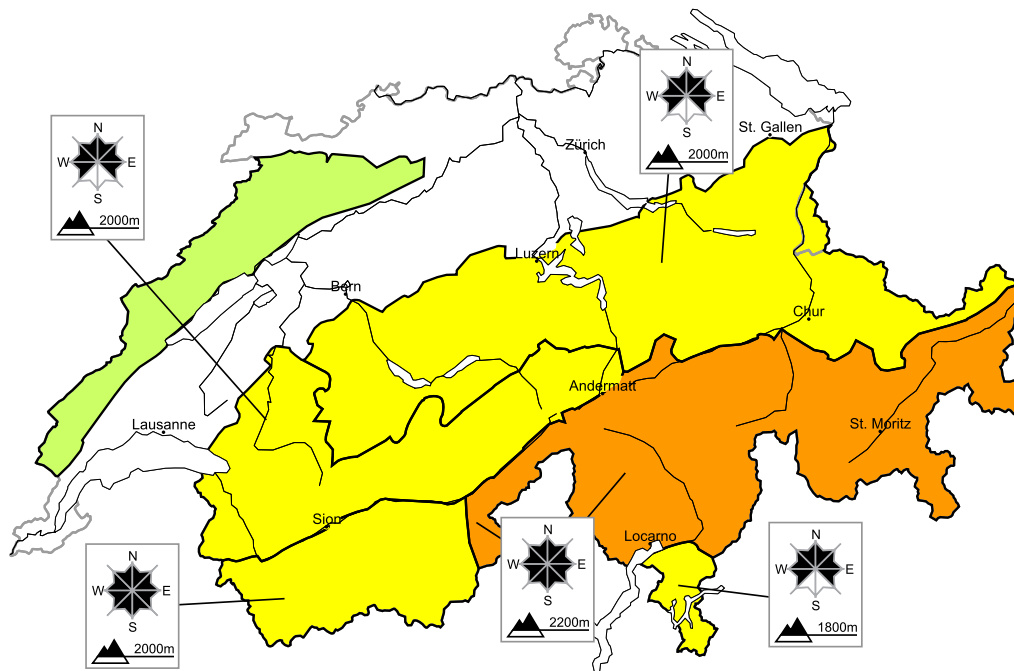 N
W E
S
2000m
St. Gallen
Zürich
N
W E
S
2000m
Luzern
Bern
Chur
Andermatt
Lausanne
St. Moritz
Sion
Locarno
N
W E
S
2200m
N
W E
S
1800m
N
W E
S
2000m